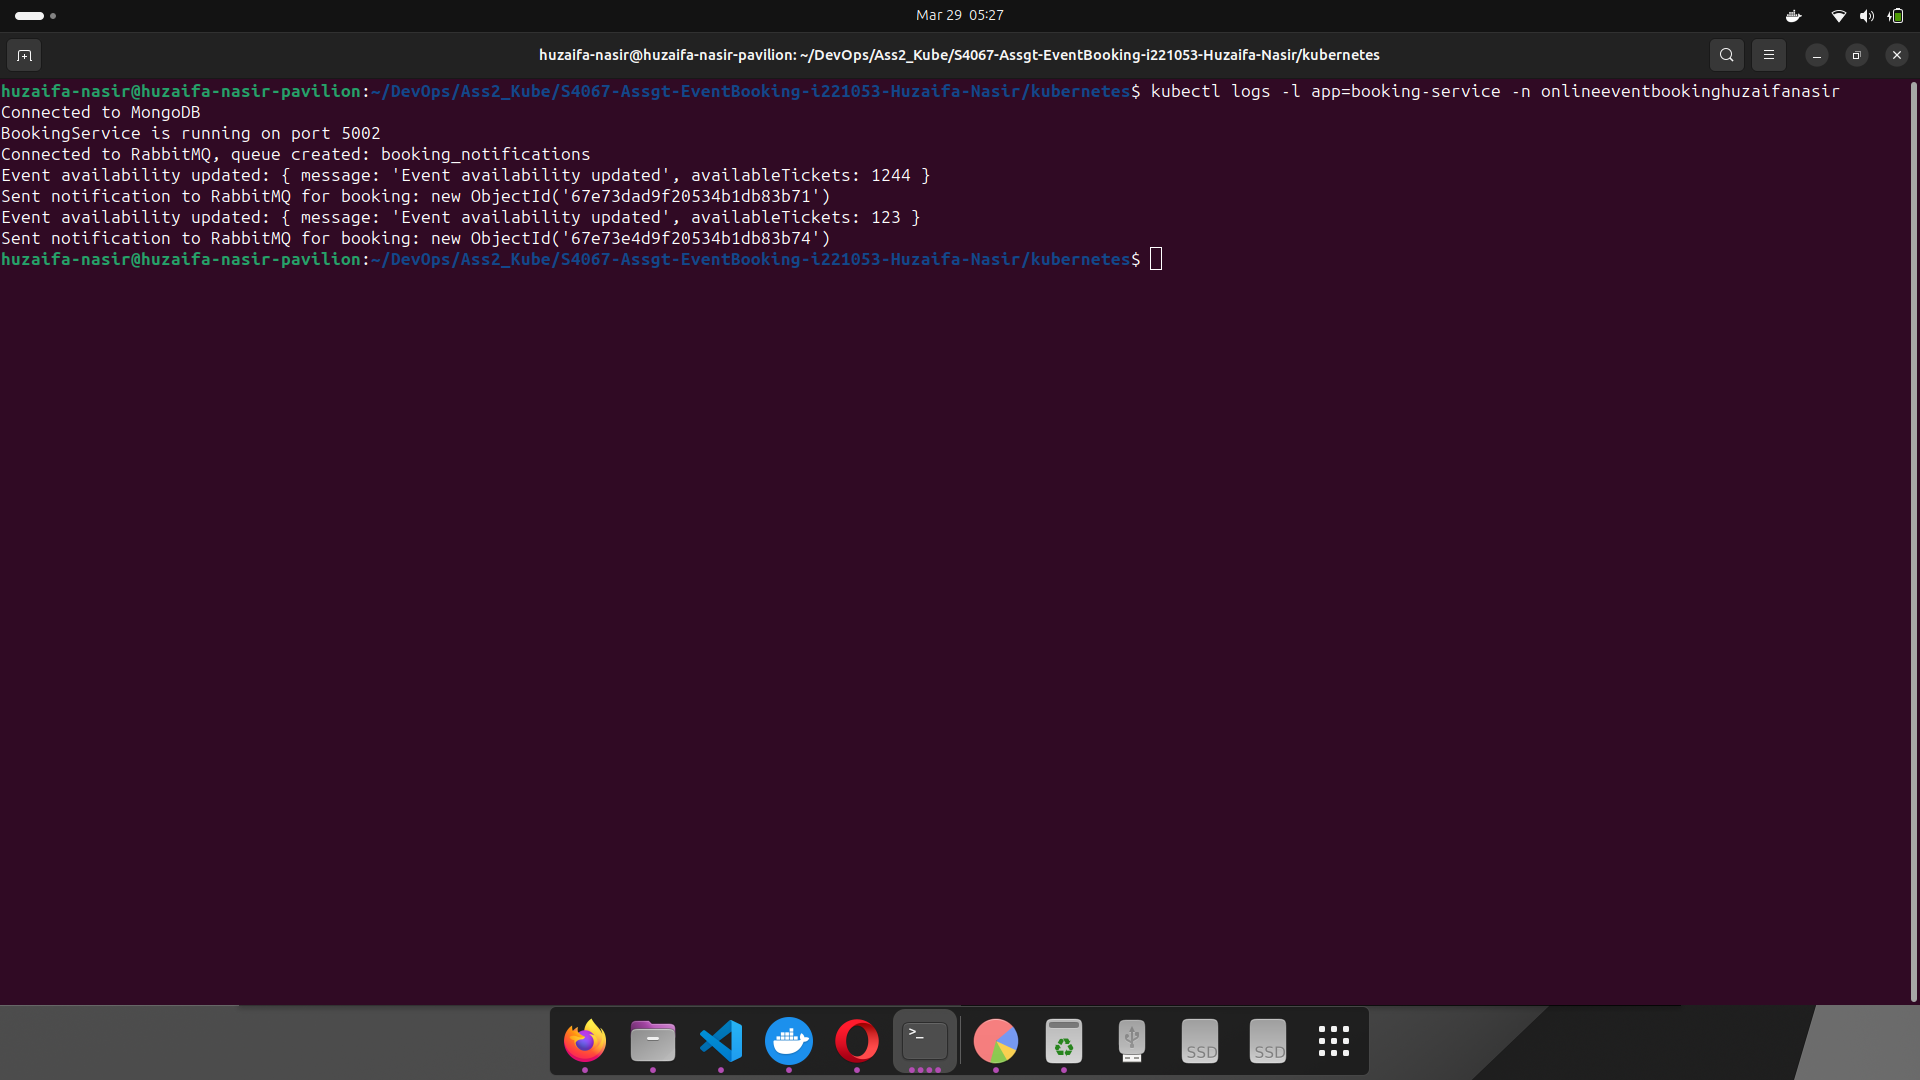 Mar 29 05:27
huzaifa-nasir@huzaifa-nasir-pavilion: ~/DevOps/Ass2_Kube/S4067-Assgt-EventBooking-i221053-Huzaifa-Nasir/kubernetes
huzaifa-nasir@huzaifa-nasir-pavilion:~/DevOps/Ass2_Kube/S4067-Assgt-EventBooking-i221053-Huzaifa-Nasir/kubernetes$ kubectl logs -l app=booking-service -n onlineeventbookinghuzaifanasir
Connected to MongoDB
BookingService is running on port 5002
Connected to RabbitMQ, queue created: booking_notifications
Event availability updated: { message: 'Event availability updated', availableTickets: 1244 }
Sent notification to RabbitMQ for booking: new ObjectId('67e73dad9f20534b1db83b71')
Event availability updated: { message: 'Event availability updated', availableTickets: 123 }
Sent notification to RabbitMQ for booking: new ObjectId('67e73e4d9f20534b1db83b74')
huzaifa-nasir@huzaifa-nasir-pavilion:~/DevOps/Ass2_Kube/S4067-Assgt-EventBooking-i221053-Huzaifa-Nasir/kubernetes$
>_
SSD
SSD